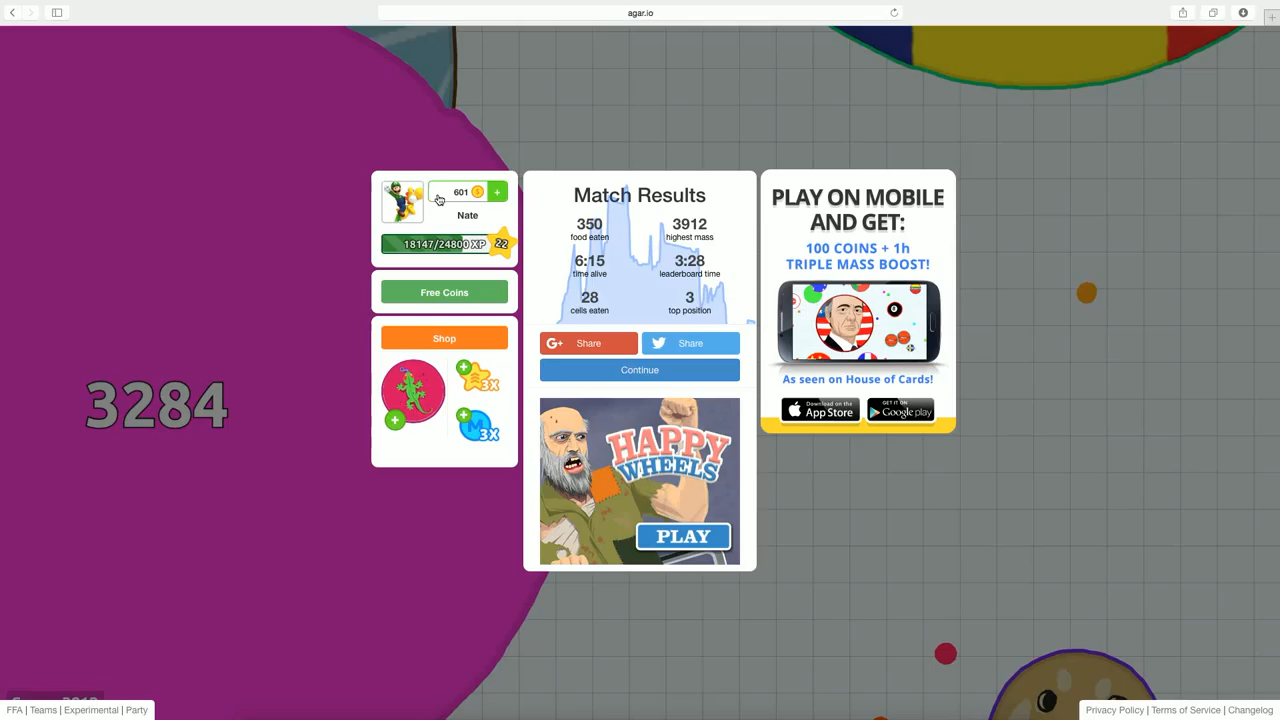 agar.io
601
+
Nate
18147/24800 XP
22
Free Coins
Shop
3X
M 3X
Match Results
350
food eaten
3912
highest mass
6:15
time alive
3:28
leaderboard time
28
cells eaten
3
top position
G+ Share
Share
Continue
HAPPY
WHEELS
PLAY
PLAY ON MOBILE
AND GET:
100 COINS + 1h
TRIPLE MASS BOOST!
8
As seen on House of Cards!
Download on the
App Store
GET IT ON
Google play
3284
FFA | Teams | Experimental | Party
Privacy Policy | Terms of Service | Changelog